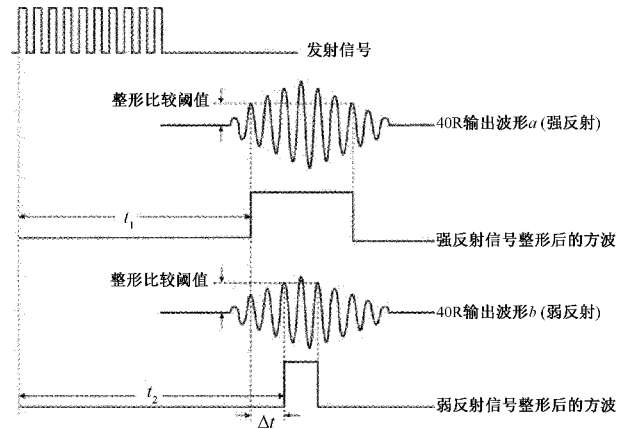 发射信号
整形比较阈值
40R输出波形a (强反射)
t₁
强反射信号整形后的方波
整形比较阈值
40R输出波形b (弱反射)
t₂
Δt
弱反射信号整形后的方波